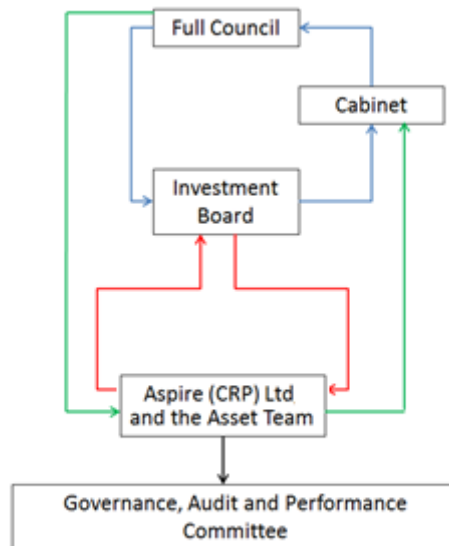 Full Council
Cabinet
Investment
Board
Aspire (CRP) Ltd
and the Asset Team
Governance, Audit and Performance
Committee